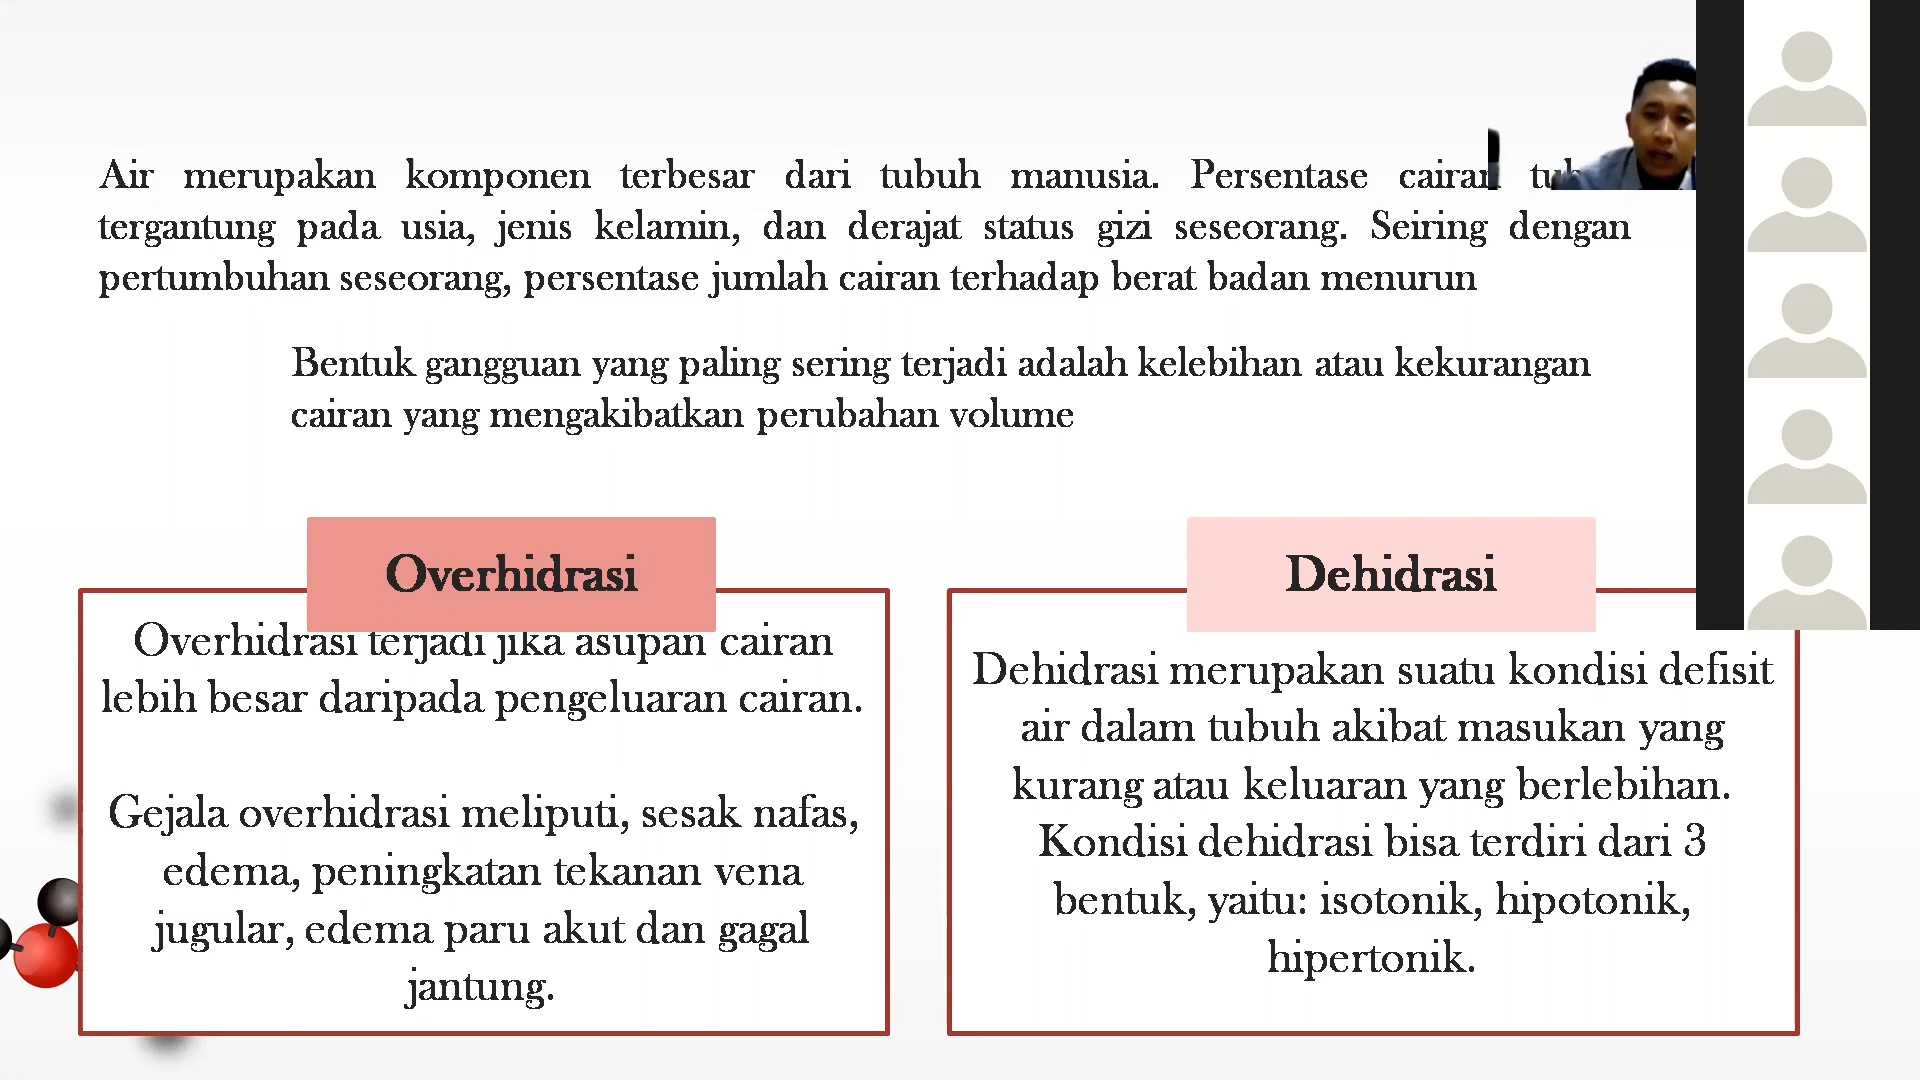 Air merupakan komponen terbesar dari tubuh manusia. Persentase cairan
tergantung pada usia, jenis kelamin, dan derajat status gizi seseorang. Seiring dengan
pertumbuhan seseorang, persentase jumlah cairan terhadap berat badan menurun
Bentuk gangguan yang paling sering terjadi adalah kelebihan atau kekurangan
cairan yang mengakibatkan perubahan volume
Overhidrasi
Overhidrasi terjadi jika asupan cairan
lebih besar daripada pengeluaran cairan.
Gejala overhidrasi meliputi, sesak nafas,
edema, peningkatan tekanan vena
jugular, edema paru akut dan gagal
jantung.
Dehidrasi
Dehidrasi merupakan suatu kondisi defisit
air dalam tubuh akibat masukan yang
kurang atau keluaran yang berlebihan.
Kondisi dehidrasi bisa terdiri dari 3
bentuk, yaitu: isotonik, hipotonik,
hipertonik.